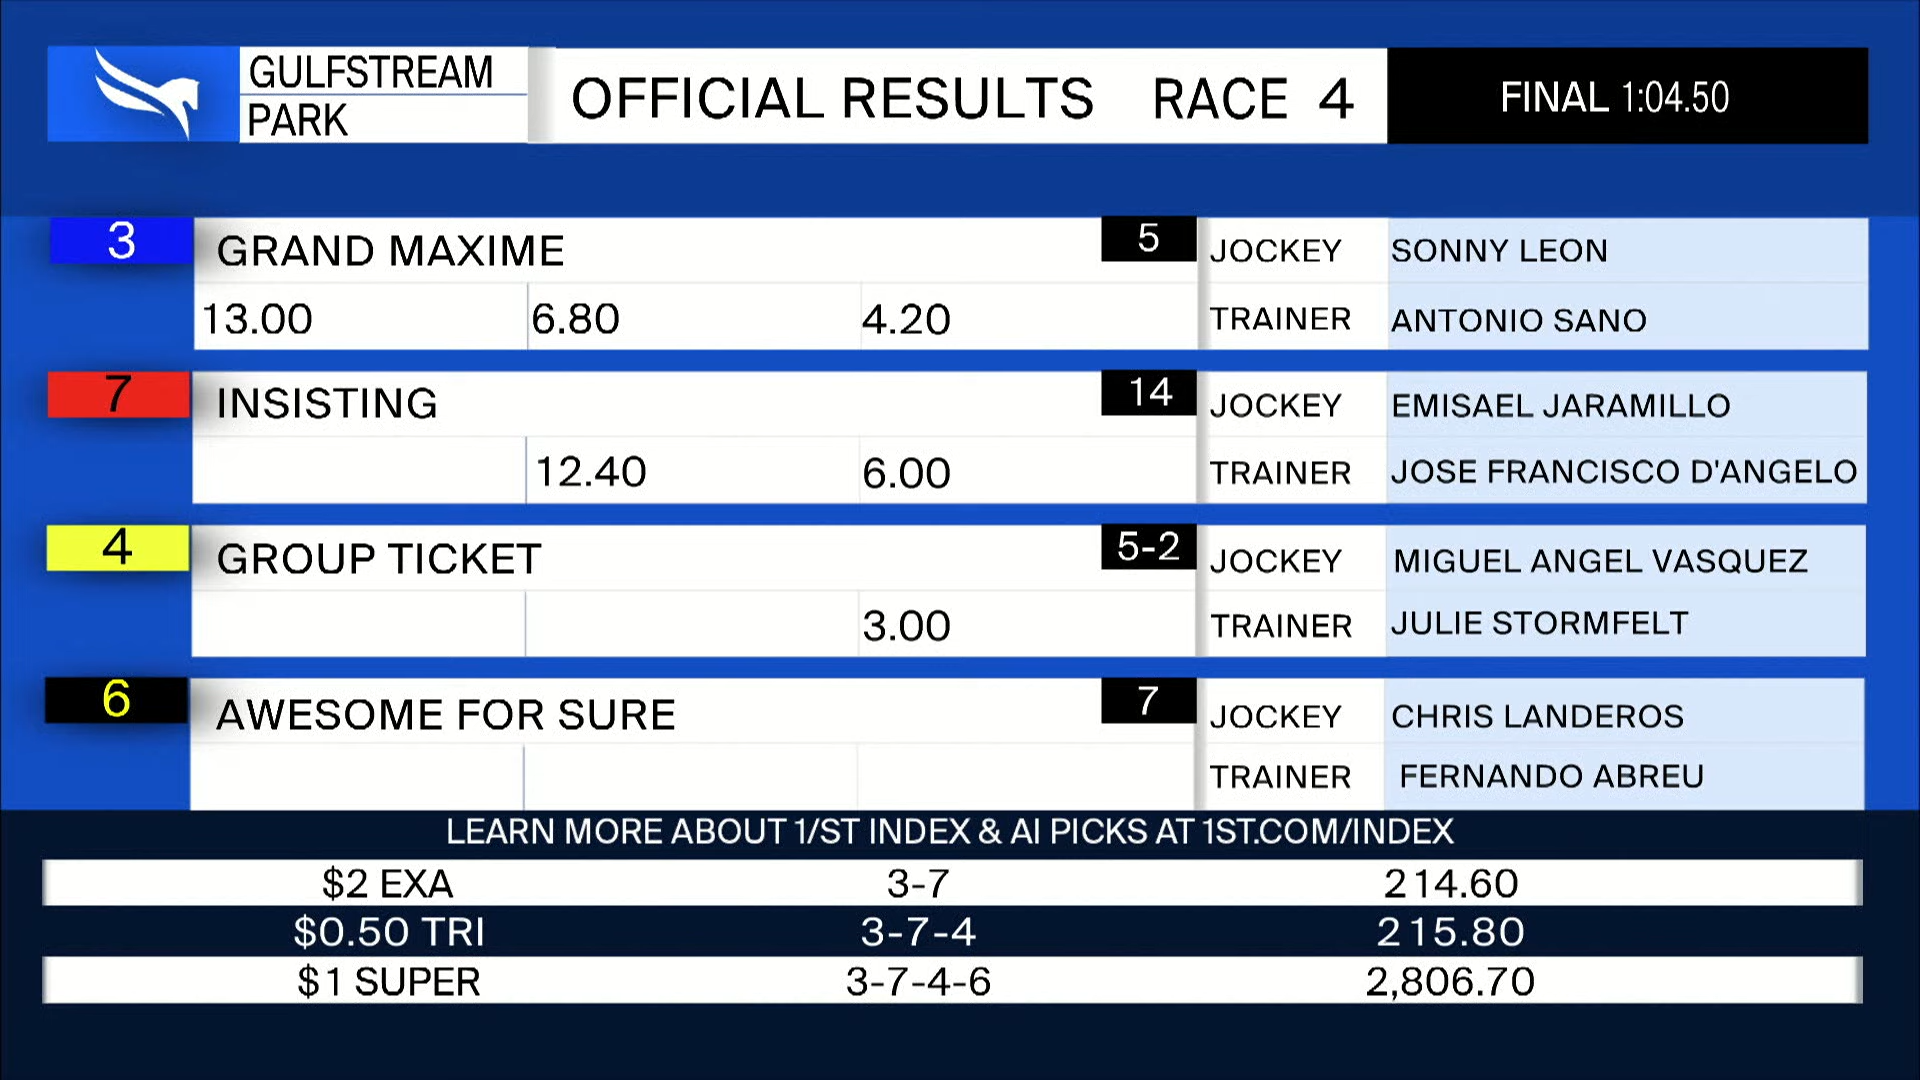 GULFSTREAM
PARK
OFFICIAL RESULTS RACE 4
FINAL 1:04.50
3 GRAND MAXIME 5 JOCKEY SONNY LEON
13.00 6.80 4.20 TRAINER ANTONIO SANO
7 INSISTING 14 JOCKEY EMISAEL JARAMILLO
12.40 6.00 TRAINER JOSE FRANCISCO D'ANGELO
4 GROUP TICKET 5-2 JOCKEY MIGUEL ANGEL VASQUEZ
3.00 TRAINER JULIE STORMFELT
6 AWESOME FOR SURE 7 JOCKEY CHRIS LANDEROS
TRAINER FERNANDO ABREU
LEARN MORE ABOUT 1/ST INDEX & AI PICKS AT 1ST.COM/INDEX
$2 EXA 3-7 214.60
$0.50 TRI 3-7-4 215.80
$1 SUPER 3-7-4-6 2,806.70